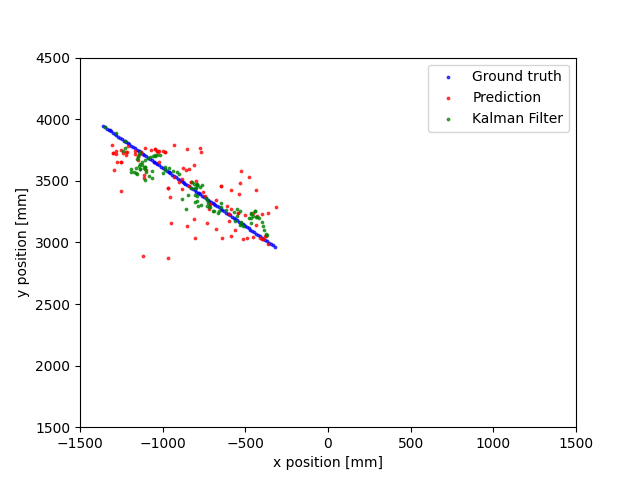 4500
4000
3500
3000
2500
2000
1500
y position [mm]
−1500
−1000
−500
0
500
1000
1500
x position [mm]
Ground truth
Prediction
Kalman Filter